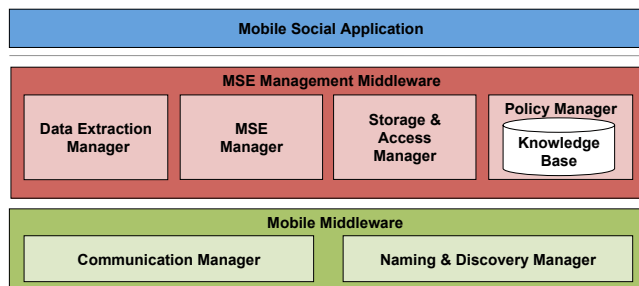 Mobile Social Application
MSE Management Middleware
Data Extraction
Manager
MSE
Manager
Storage &
Access
Manager
Policy Manager
Knowledge
Base
Mobile Middleware
Communication Manager
Naming & Discovery Manager